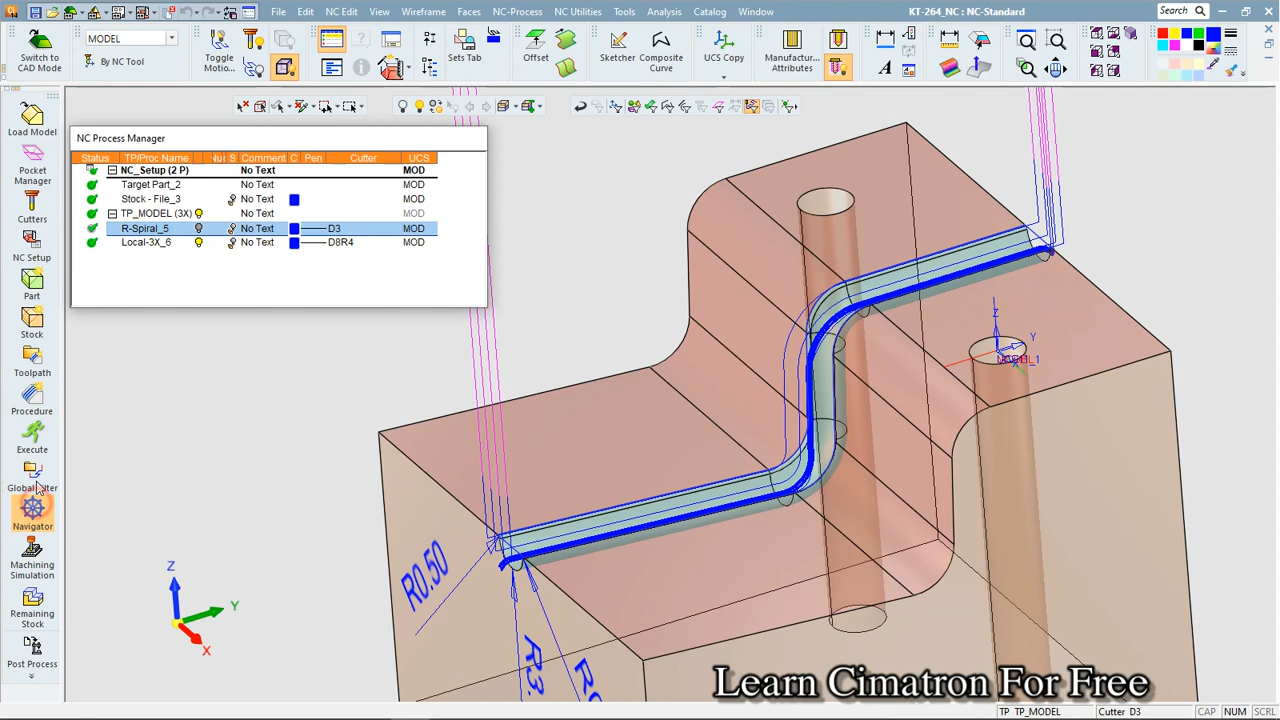 File Edit View Wireframe Faces NC-Process NC Utilities Tools Analysis Catalog Window
KT-264_NC : NC-Standard
Search
Switch to CAD Mode
MODEL
By NC Tool
Toggle Motio...
Sets Tab
Offset
Sketcher
Composite Curve
UCS Copy
Manufactur... Attributes
Load Model
Pocket Manager
Cutters
NC Setup
Part
Stock
Toolpath
Procedure
Execute
Navigator
Machining Simulation
Remaining Stock
Post Process
NC Process Manager
Status TP/Proc Name S Comment C Pen Cutter UCS
NC_Setup (2 P) No Text MOD
Target Part_2 No Text MOD
Stock - File_3 No Text MOD
TP_MODEL (3X) No Text MOD
R-Spiral_5 No Text D3 MOD
Local-3X_6 No Text D8R4 MOD
Z
Y
Z
Y
X
R0.50
R3.
Learn Cimatron For Free
TP TP_MODEL Cutter D3 CAP NUM SCRL